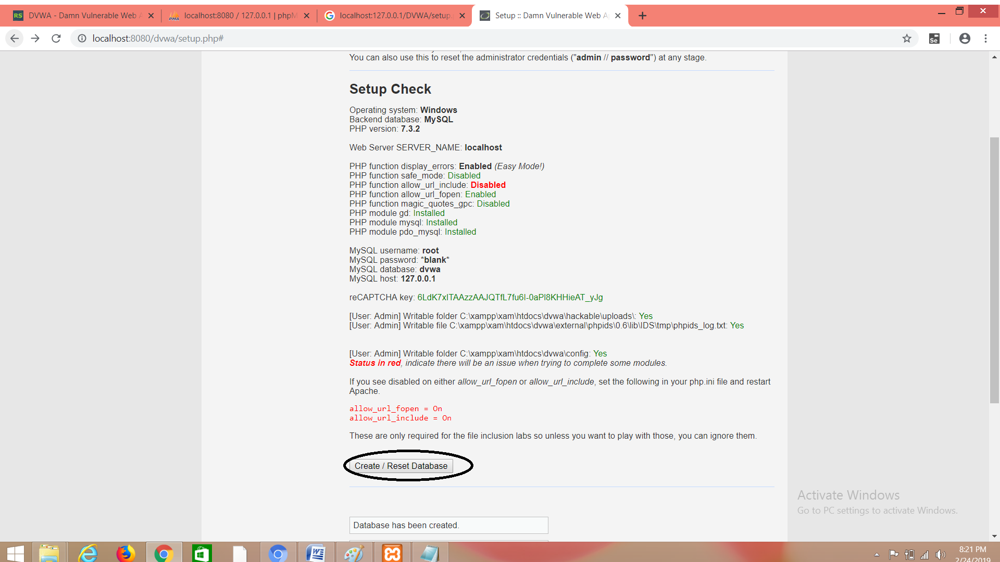 DVWA - Damn Vulnerable Web A
localhost:8080 / 127.0.0.1 | phpM
localhost:127.0.0.1/DVWA/setup.
Setup :: Damn Vulnerable Web A
localhost:8080/dvwa/setup.php#
You can also use this to reset the administrator credentials ("admin // password") at any stage.
Setup Check
Operating system: Windows
Backend database: MySQL
PHP version: 7.3.2
Web Server SERVER_NAME: localhost
PHP function display_errors: Enabled (Easy Mode!)
PHP function safe_mode: Disabled
PHP function allow_url_include: Disabled
PHP function allow_url_fopen: Enabled
PHP function magic_quotes_gpc: Disabled
PHP module gd: Installed
PHP module mysql: Installed
PHP module pdo_mysql: Installed
MySQL username: root
MySQL password: *blank*
MySQL database: dvwa
MySQL host: 127.0.0.1
reCAPTCHA key: 6LdK7xITAAzzAAJQTfL7fu6I-0aPl8KHHieAT_yJg
[User: Admin] Writable folder C:\xampp\xam\htdocs\dvwa\hackable\uploads\: Yes
[User: Admin] Writable file C:\xampp\xam\htdocs\dvwa\external\phpids\0.6\lib\IDS\tmp\phpids_log.txt: Yes
[User: Admin] Writable folder C:\xampp\xam\htdocs\dvwa\config: Yes
Status in red, indicate there will be an issue when trying to complete some modules.
If you see disabled on either allow_url_fopen or allow_url_include, set the following in your php.ini file and restart
Apache.
allow_url_fopen = On
allow_url_include = On
These are only required for the file inclusion labs so unless you want to play with those, you can ignore them.
Create / Reset Database
Activate Windows
Go to PC settings to activate Windows.
Database has been created.
8:21 PM
2/24/2019